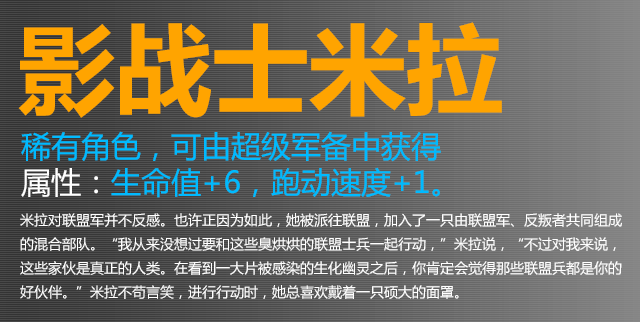 影战士米拉
稀有角色，可由超级军备中获得
属性：生命值+6，跑动速度+1。
米拉对联盟军并不反感。也许正因为如此，她被派往联盟，加入了一只由联盟军、反叛者共同组成
的混合部队。“我从来没想过要和这些臭烘烘的联盟士兵一起行动，”米拉说，“不过对我来说，
这些家伙是真正的人类。在看到一大片被感染的生化幽灵之后，你肯定会觉得那些联盟兵都是你的
好伙伴。”米拉不苟言笑，进行行动时，她总喜欢戴着一只硕大的面罩。